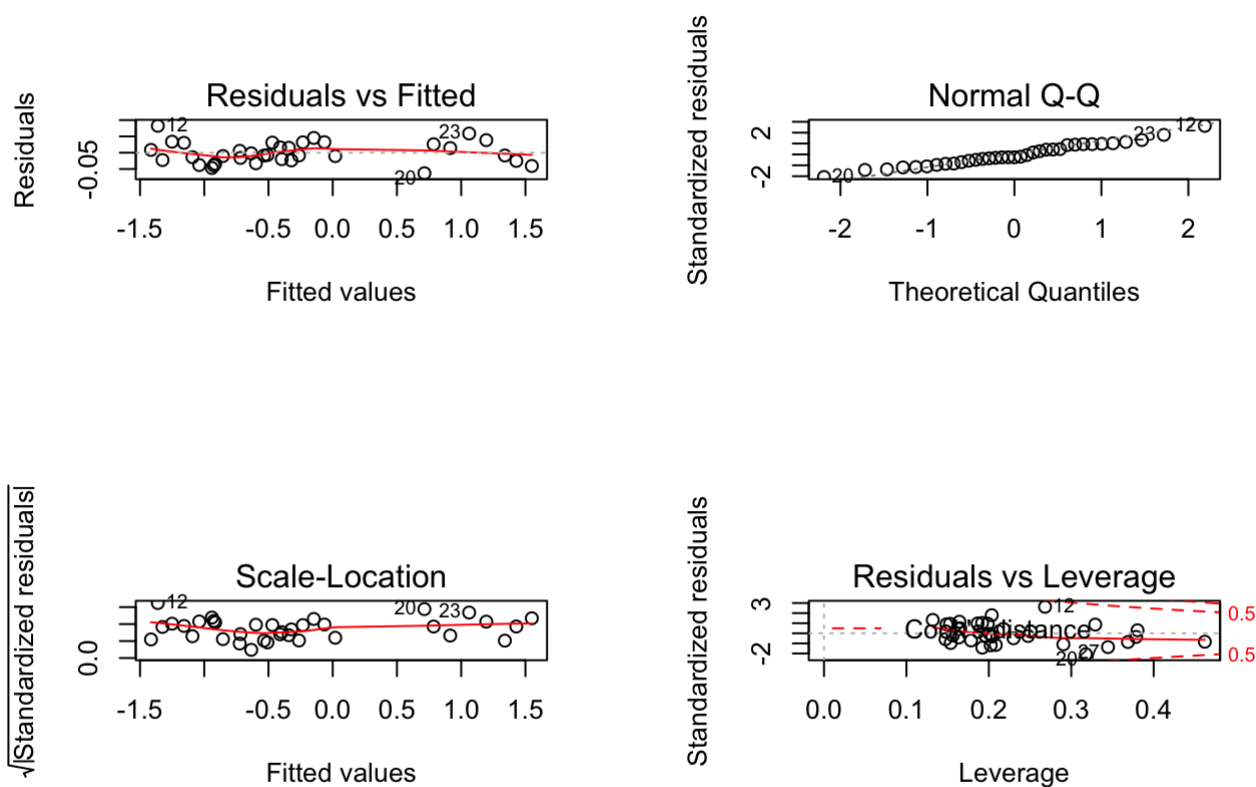 Residuals vs Fitted
Residuals
-0.05
12
23
20
-1.5 -0.5 0.0 0.5 1.0 1.5
Fitted values
Normal Q-Q
Standardized residuals
2
-2
12
23
20
-2 -1 0 1 2
Theoretical Quantiles
Scale-Location
√|Standardized residuals|
0.0
12
20 23
-1.5 -0.5 0.0 0.5 1.0 1.5
Fitted values
Residuals vs Leverage
Standardized residuals
3
-2
12
Cook's distance
27
20
0.5
0.5
0.0 0.1 0.2 0.3 0.4
Leverage